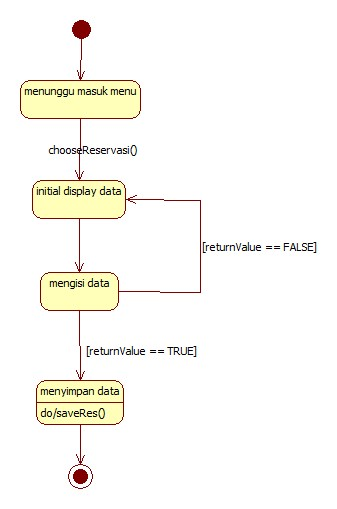 menunggu masuk menu
chooseReservasi()
initial display data
[returnValue == FALSE]
mengisi data
[returnValue == TRUE]
menyimpan data
do/saveRes()